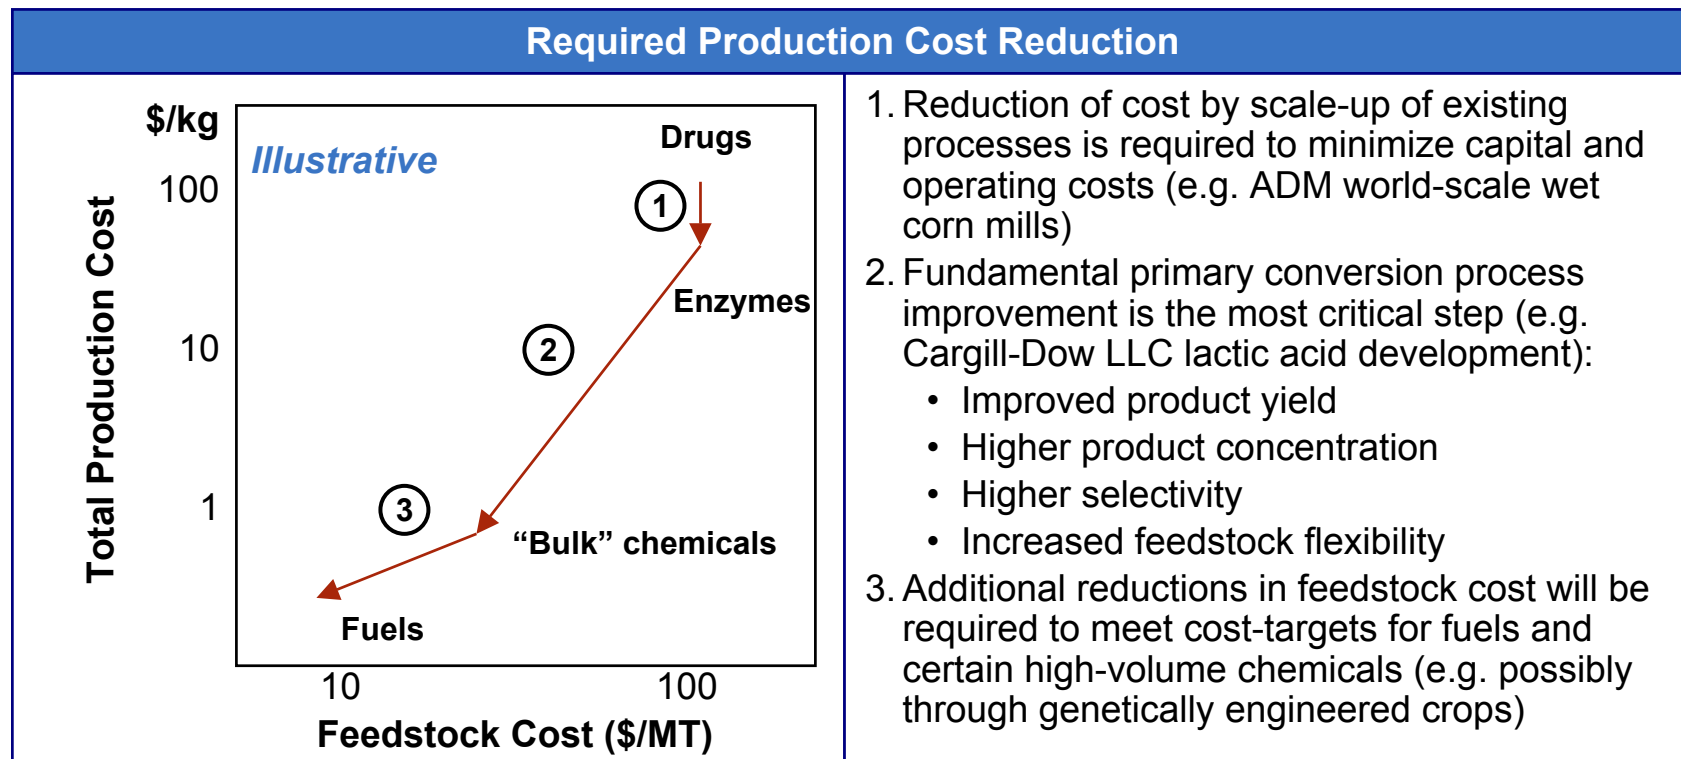 Required Production Cost Reduction
$/kg
Illustrative
Drugs
100
1
Enzymes
10
2
Total Production Cost
1
3
“Bulk” chemicals
Fuels
10
100
Feedstock Cost ($/MT)
1. Reduction of cost by scale-up of existing
processes is required to minimize capital and
operating costs (e.g. ADM world-scale wet
corn mills)
2. Fundamental primary conversion process
improvement is the most critical step (e.g.
Cargill-Dow LLC lactic acid development):
• Improved product yield
• Higher product concentration
• Higher selectivity
• Increased feedstock flexibility
3. Additional reductions in feedstock cost will be
required to meet cost-targets for fuels and
certain high-volume chemicals (e.g. possibly
through genetically engineered crops)